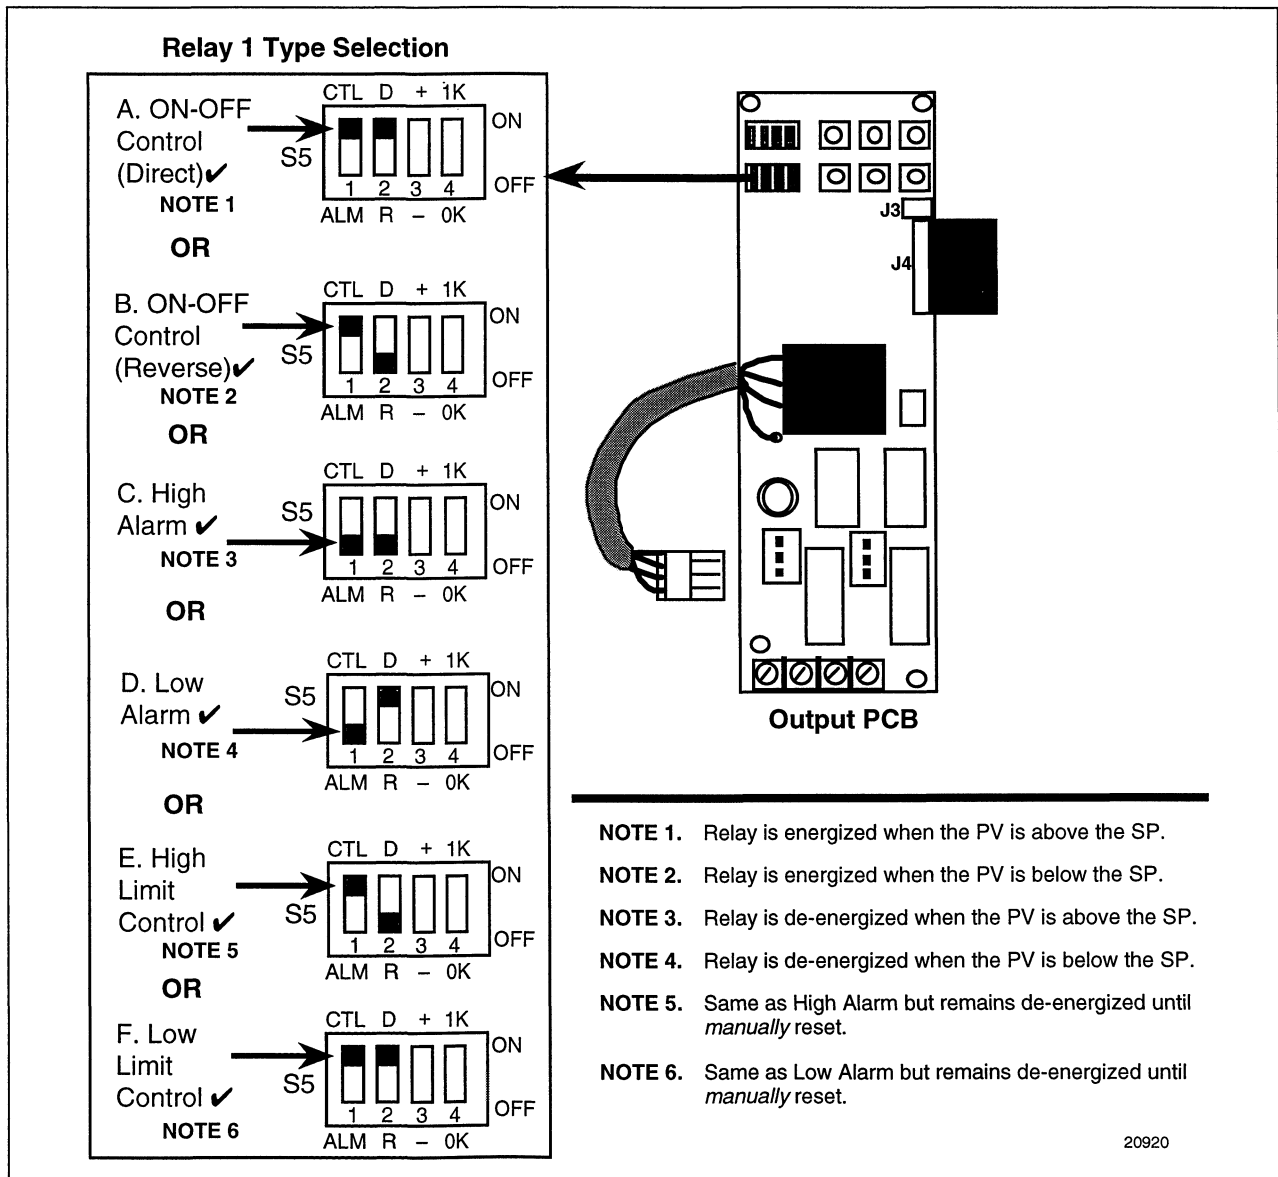 Relay 1 Type Selection
A. ON-OFF
Control
(Direct)✔
NOTE 1
CTL D + 1K
S5
ON
OFF
1 2 3 4
ALM R – 0K
OR
B. ON-OFF
Control
(Reverse)✔
NOTE 2
CTL D + 1K
S5
ON
OFF
1 2 3 4
ALM R – 0K
OR
C. High
Alarm ✔
NOTE 3
CTL D + 1K
S5
ON
OFF
1 2 3 4
ALM R – 0K
OR
D. Low
Alarm ✔
NOTE 4
CTL D + 1K
S5
ON
OFF
1 2 3 4
ALM R – 0K
OR
E. High
Limit
Control ✔
NOTE 5
CTL D + 1K
S5
ON
OFF
1 2 3 4
ALM R – 0K
OR
F. Low
Limit
Control ✔
NOTE 6
CTL D + 1K
S5
ON
OFF
1 2 3 4
ALM R – 0K
J3
J4
Output PCB
NOTE 1. Relay is energized when the PV is above the SP.
NOTE 2. Relay is energized when the PV is below the SP.
NOTE 3. Relay is de-energized when the PV is above the SP.
NOTE 4. Relay is de-energized when the PV is below the SP.
NOTE 5. Same as High Alarm but remains de-energized until
manually reset.
NOTE 6. Same as Low Alarm but remains de-energized until
manually reset.
20920